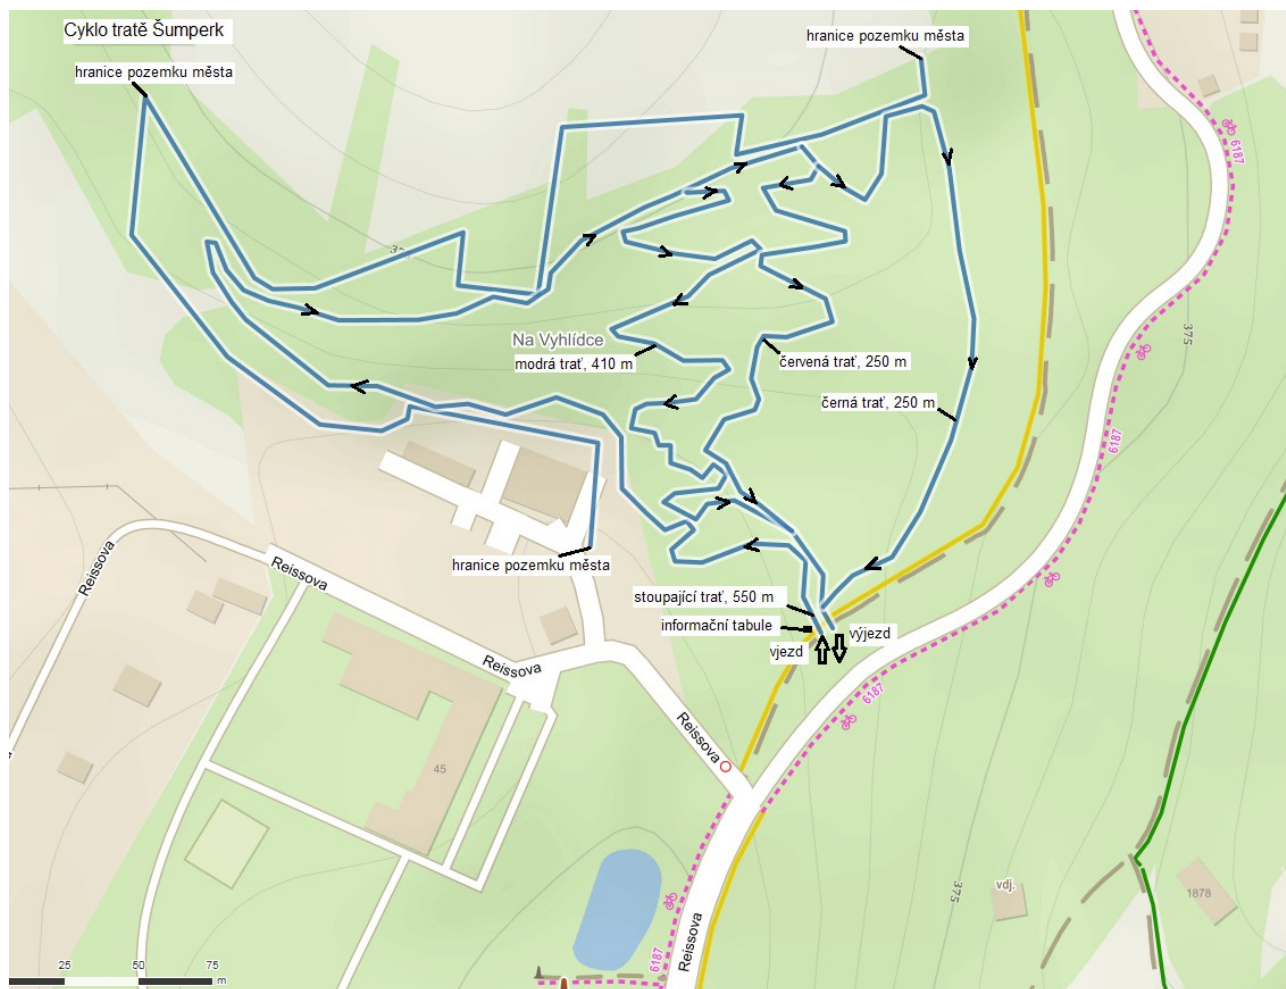 Cyklo tratě Šumperk
hranice pozemku města
hranice pozemku města
6187
375
Na Vyhlídce
modrá trať, 410 m
červená trať, 250 m
černá trať, 250 m
6187
hranice pozemku města
Reissova
Reissova
Reissova
stoupající trať, 550 m
informační tabule
vjezd
výjezd
6187
Reissova
45
375
vdj.
1878
Reissova
6187
25
50
75
m